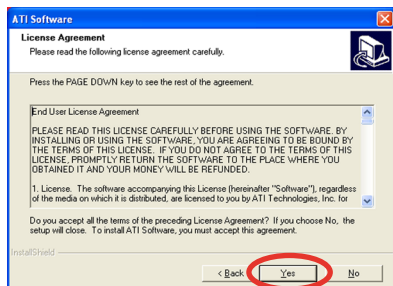 ATI Software
License Agreement
Please read the following license agreement carefully.
Press the PAGE DOWN key to see the rest of the agreement.
End User License Agreement
PLEASE READ THIS LICENSE CAREFULLY BEFORE USING THE SOFTWARE. BY
INSTALLING OR USING THE SOFTWARE, YOU ARE AGREEING TO BE BOUND BY
THE TERMS OF THIS LICENSE. IF YOU DO NOT AGREE TO THE TERMS OF THIS
LICENSE, PROMPTLY RETURN THE SOFTWARE TO THE PLACE WHERE YOU
OBTAINED IT AND YOUR MONEY WILL BE REFUNDED.
1. License. The software accompanying this License (hereinafter "Software"), regardless
of the media on which it is distributed, are licensed to you by ATI Technologies, Inc. for
Do you accept all the terms of the preceding License Agreement? If you choose No, the
setup will close. To install ATI Software, you must accept this agreement.
InstallShield
< Back
Yes
No